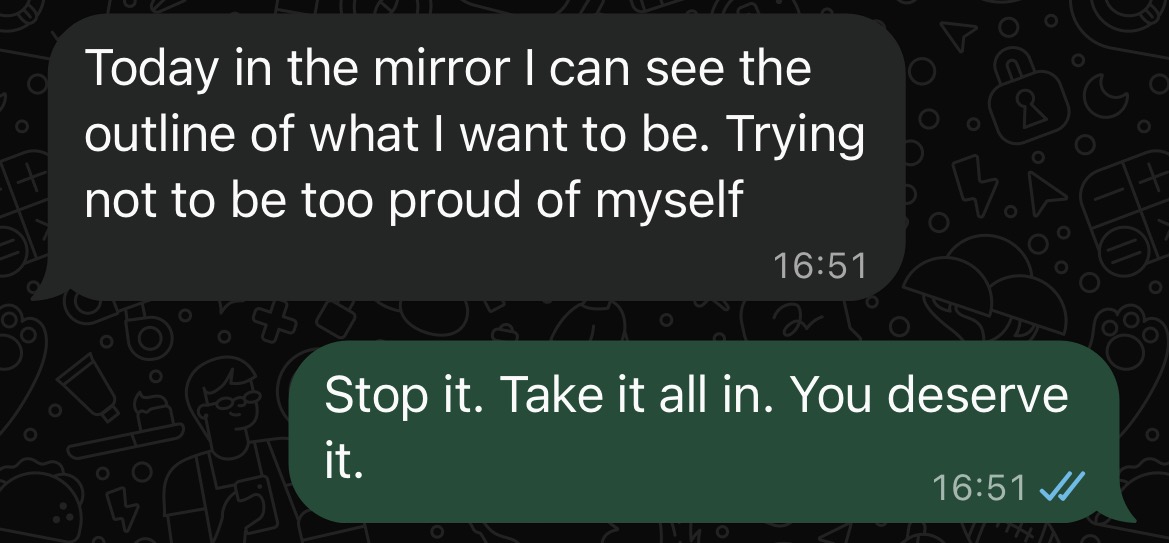 Today in the mirror I can see the
outline of what I want to be. Trying
not to be too proud of myself
16:51
Stop it. Take it all in. You deserve
it.
16:51